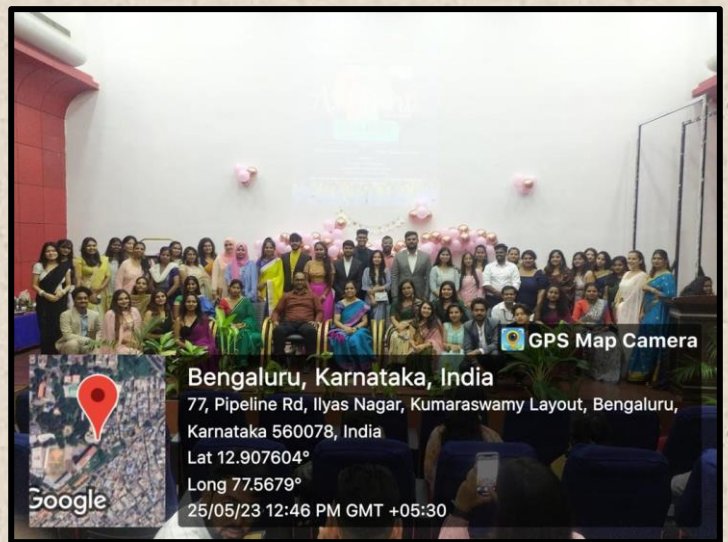 GPS Map Camera
Bengaluru, Karnataka, India
77, Pipeline Rd, Ilyas Nagar, Kumaraswamy Layout, Bengaluru,
Karnataka 560078, India
Lat 12.907604°
Long 77.5679°
25/05/23 12:46 PM GMT +05:30
Google